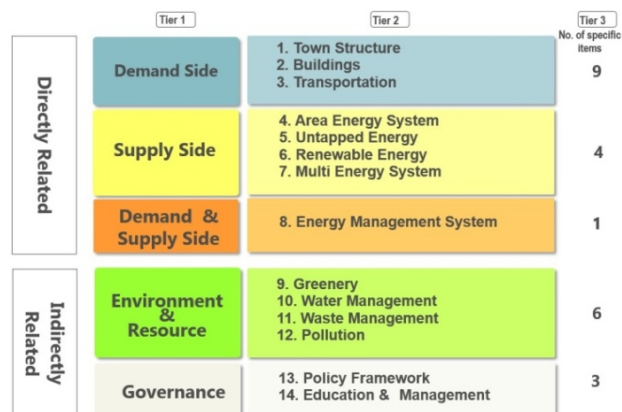 Tier 1
Tier 2
Tier 3
No. of specific
items
Directly Related
Demand Side
1. Town Structure
2. Buildings
3. Transportation
9
Supply Side
4. Area Energy System
5. Untapped Energy
6. Renewable Energy
7. Multi Energy System
4
Demand &
Supply Side
8. Energy Management System
1
Indirectly
Related
Environment
&
Resource
9. Greenery
10. Water Management
11. Waste Management
12. Pollution
6
Governance
13. Policy Framework
14. Education & Management
3